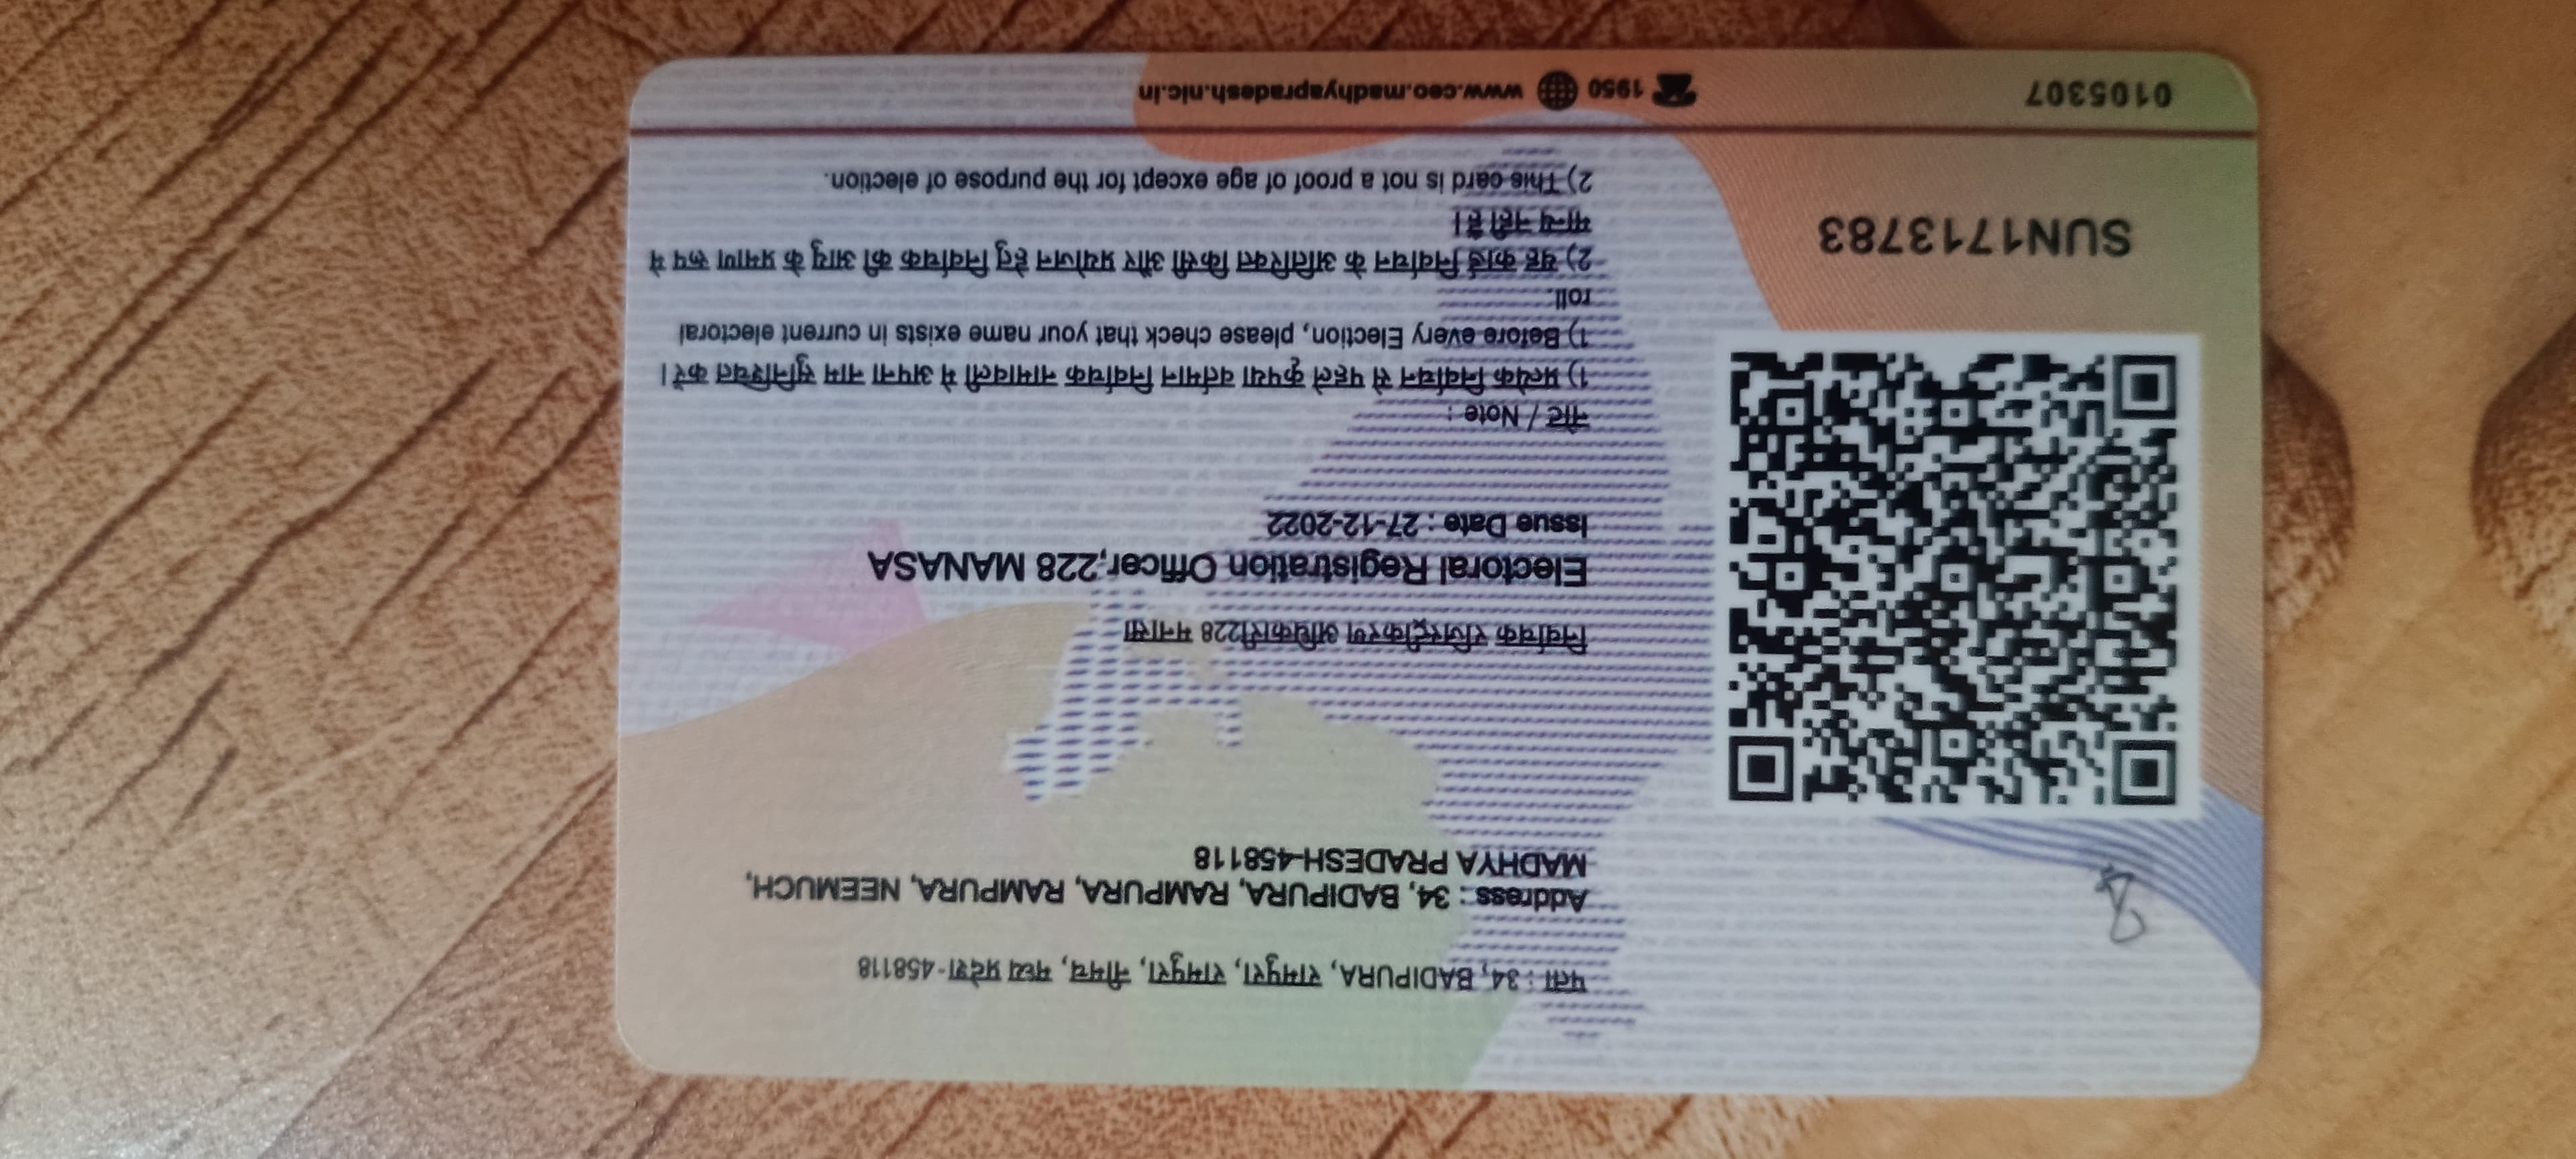 पता : 34, BADIPURA, रामपुरा, रामपुरा, नीमच, मध्य प्रदेश-458118
Address : 34, BADIPURA, RAMPURA, RAMPURA, NEEMUCH,
MADHYA PRADESH-458118
निर्वाचक रजिस्ट्रीकरण अधिकारी228 मनासा
Electoral Registration Officer,228 MANASA
Issue Date : 27-12-2022
नोट / Note :
1) प्रत्येक निर्वाचन से पहले कृपया वर्तमान निर्वाचक नामावली मे अपना नाम सुनिश्चित करें।
1) Before every Election, please check that your name exists in current electoral
roll.
2) यह कार्ड निर्वाचन के अतिरिक्त किसी और प्रयोजन हेतु निर्वाचक की आयु के प्रमाण रूप मे
मान्य नहीं है।
2) This card is not a proof of age except for the purpose of election.
SUN1713783
0105307
1950 www.ceo.madhyapradesh.nic.in